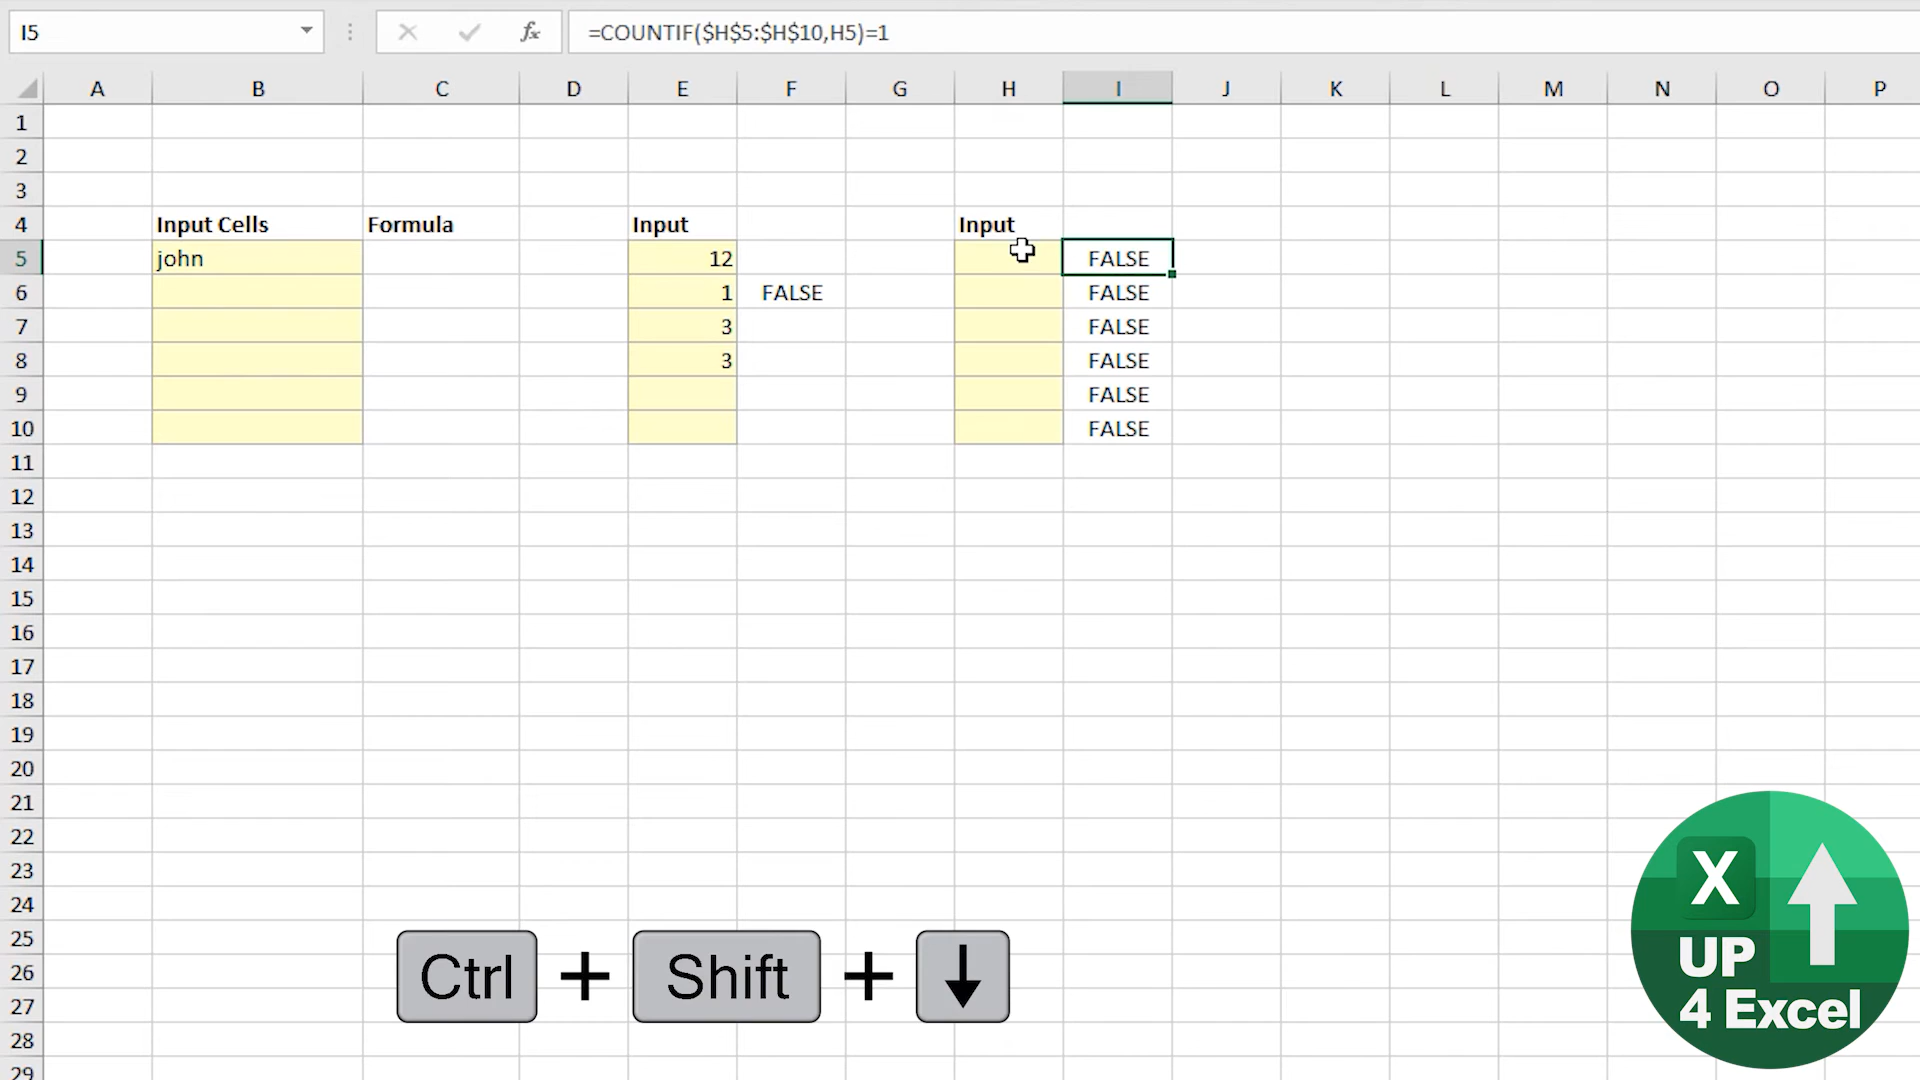 I5 fx =COUNTIF($H$5:$H$10,H5)=1
A B C D E F G H I J K L M N O P
1
2
3
4 Input Cells Formula Input Input
5 john 12 FALSE
6 1 FALSE FALSE
7 3 FALSE
8 3 FALSE
9 FALSE
10 FALSE
11
12
13
14
15
16
17
18
19
20
21
22
23
24
25
26
27
28
29
Ctrl + Shift + ↓
X
UP
4 Excel